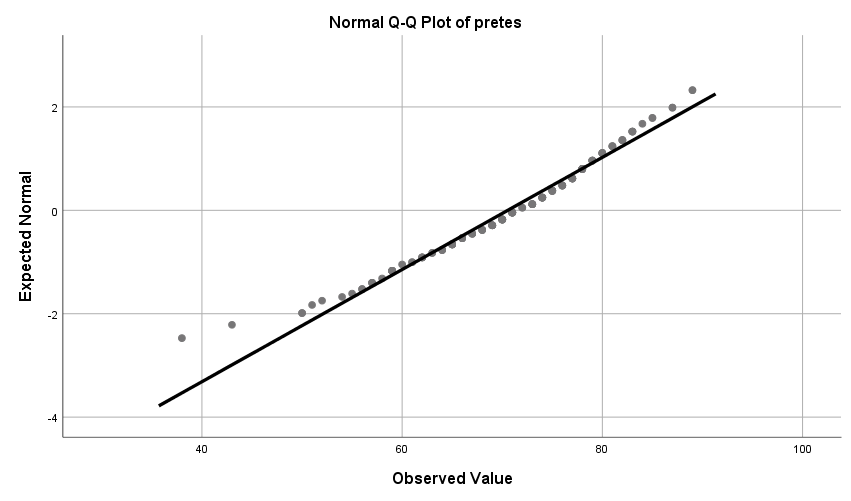 Normal Q-Q Plot of pretes
Expected Normal
2
0
-2
-4
40
60
80
100
Observed Value